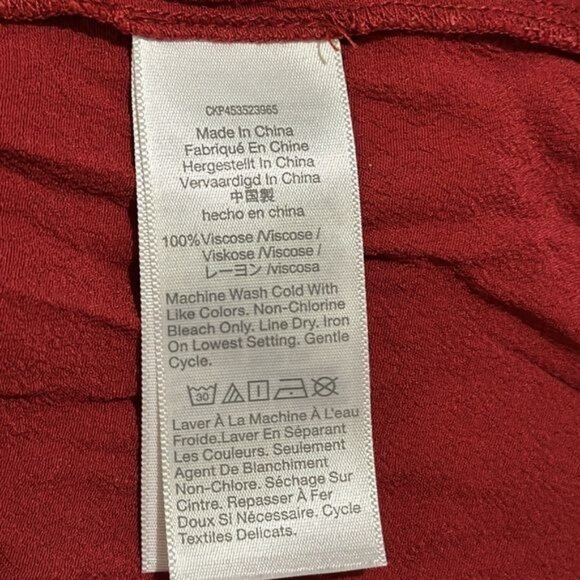 CKP453523965
Made In China
Fabriqué En Chine
Hergestellt In China
Vervaardigd In China
中国製
hecho en china
100%Viscose /Viscose /
Viskose /Viscose /
レーヨン /viscosa
Machine Wash Cold With
Like Colors. Non-Chlorine
Bleach Only. Line Dry. Iron
On Lowest Setting. Gentle
Cycle.
30
Laver À La Machine À L'eau
Froide.Laver En Séparant
Les Couleurs. Seulement
Agent De Blanchiment
Non-Chlore. Séchage Sur
Cintre. Repasser À Fer
Doux Si Nécessaire. Cycle
Textiles Delicats.